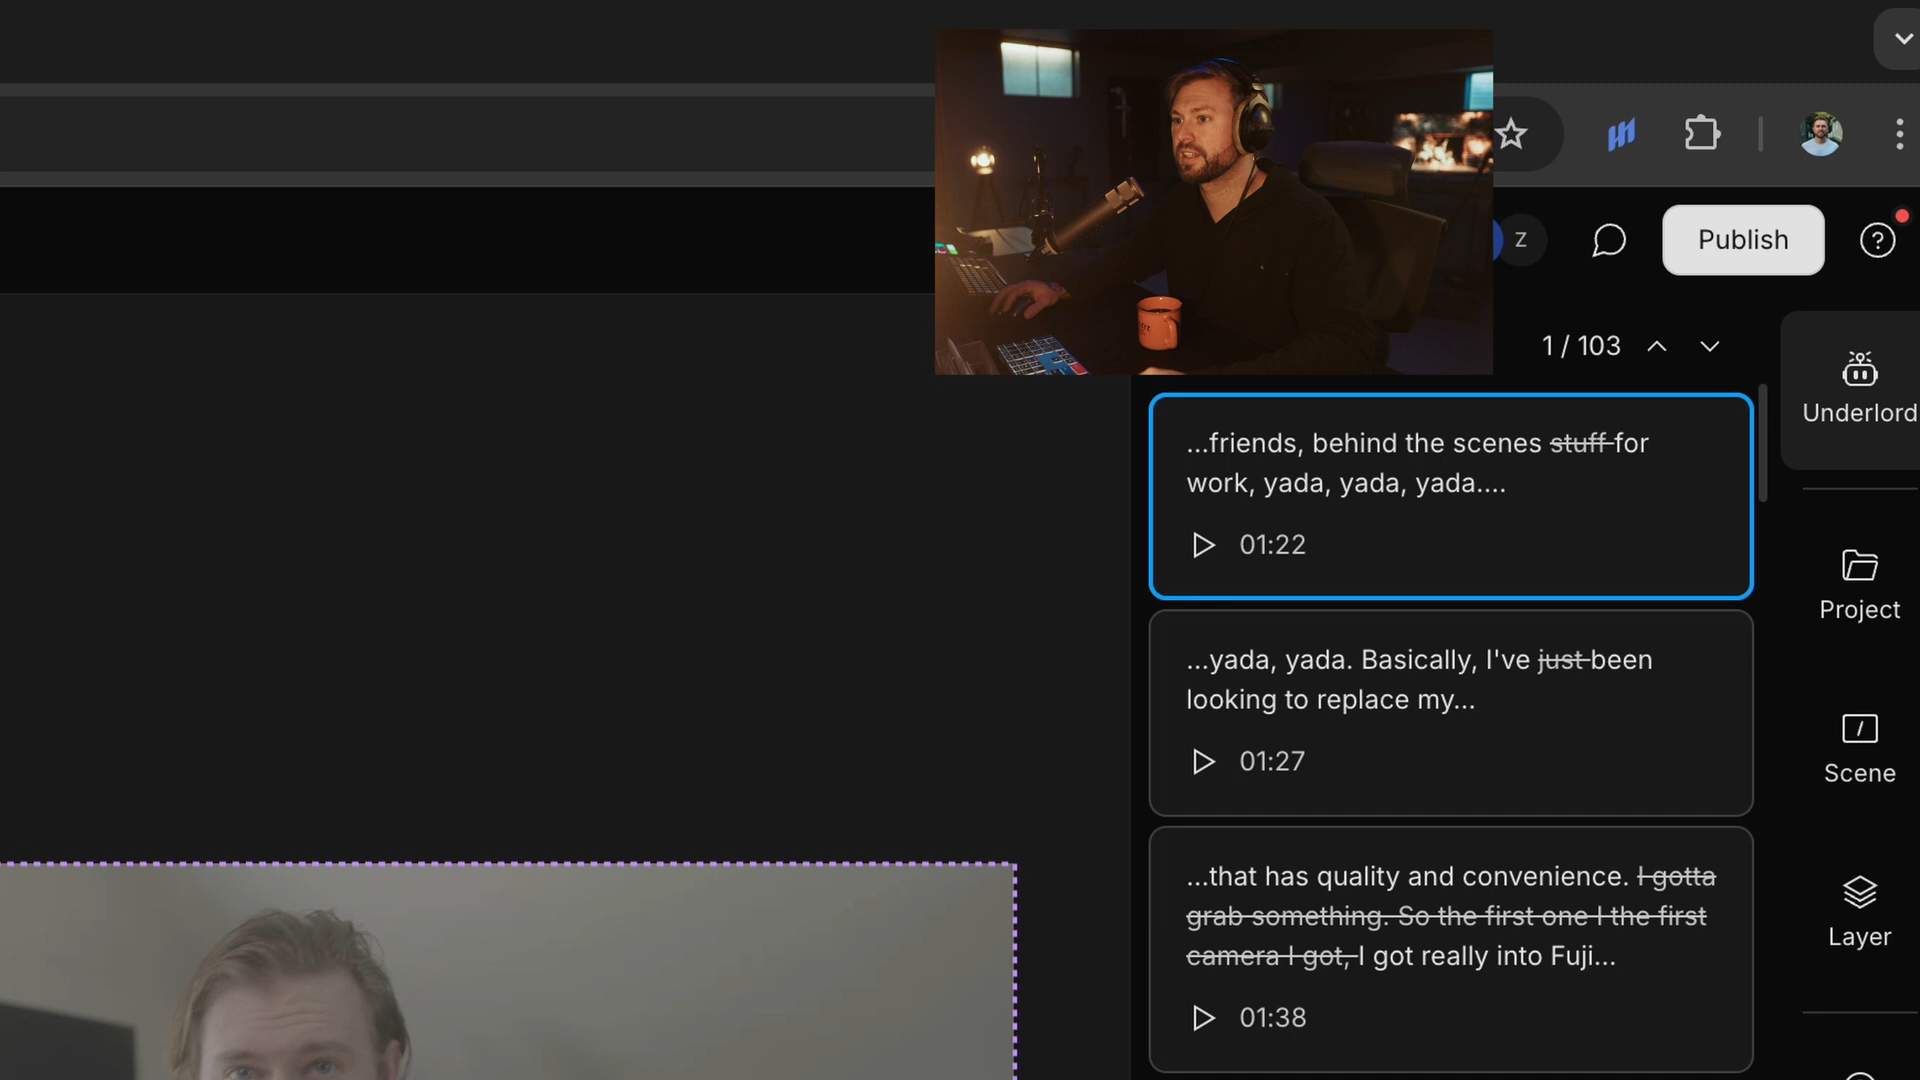 Z
Publish
1 / 103
Underlord
...friends, behind the scenes stuff for
work, yada, yada, yada....
01:22
Project
...yada, yada. Basically, I've just been
looking to replace my...
01:27
Scene
...that has quality and convenience. I gotta
grab something. So the first one I the first
camera I got, I got really into Fuji...
01:38
Layer